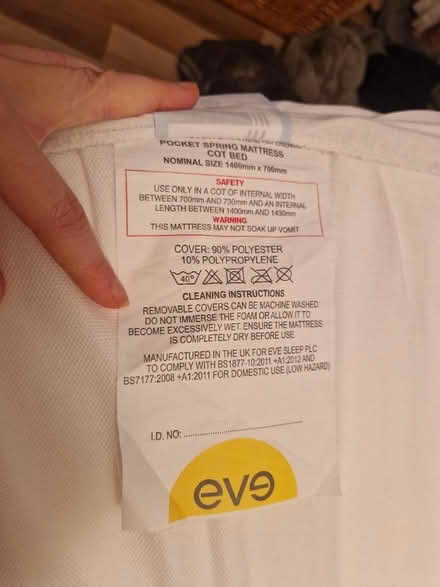 POCKET SPRING MATTRESS
COT BED
NOMINAL SIZE 1400mm x 700mm
SAFETY
USE ONLY IN A COT OF INTERNAL WIDTH
BETWEEN 700mm AND 730mm AND AN INTERNAL
LENGTH BETWEEN 1400mm AND 1430mm
WARNING
THIS MATTRESS MAY NOT SOAK UP VOMIT
COVER: 90% POLYESTER
10% POLYPROPYLENE
40°
CLEANING INSTRUCTIONS
REMOVABLE COVERS CAN BE MACHINE WASHED
DO NOT IMMERSE THE FOAM OR ALLOW IT TO
BECOME EXCESSIVELY WET. ENSURE THE MATTRESS
IS COMPLETELY DRY BEFORE USE
MANUFACTURED IN THE UK FOR EVE SLEEP PLC
TO COMPLY WITH BS1877-10:2011 +A1:2012 AND
BS7177:2008 +A1:2011 FOR DOMESTIC USE (LOW HAZARD)
I.D. NO:
eve